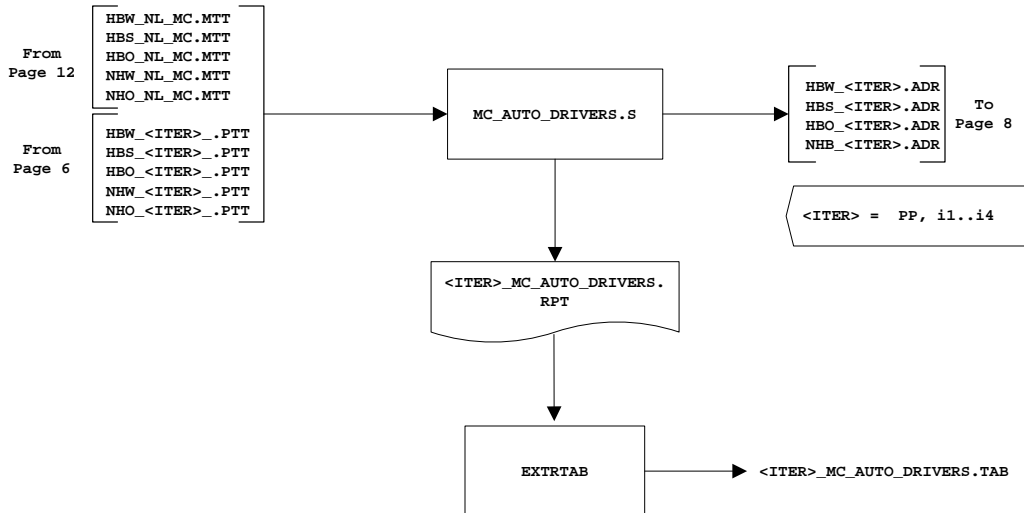 From
Page 12
HBW_NL_MC.MTT
HBS_NL_MC.MTT
HBO_NL_MC.MTT
NHW_NL_MC.MTT
NHO_NL_MC.MTT
From
Page 6
HBW_<ITER>_.PTT
HBS_<ITER>_.PTT
HBO_<ITER>_.PTT
NHW_<ITER>_.PTT
NHO_<ITER>_.PTT
MC_AUTO_DRIVERS.S
HBW_<ITER>.ADR
HBS_<ITER>.ADR
HBO_<ITER>.ADR
NHB_<ITER>.ADR
To
Page 8
<ITER> = PP, i1..i4
<ITER>_MC_AUTO_DRIVERS.
RPT
EXTRTAB
<ITER>_MC_AUTO_DRIVERS.TAB